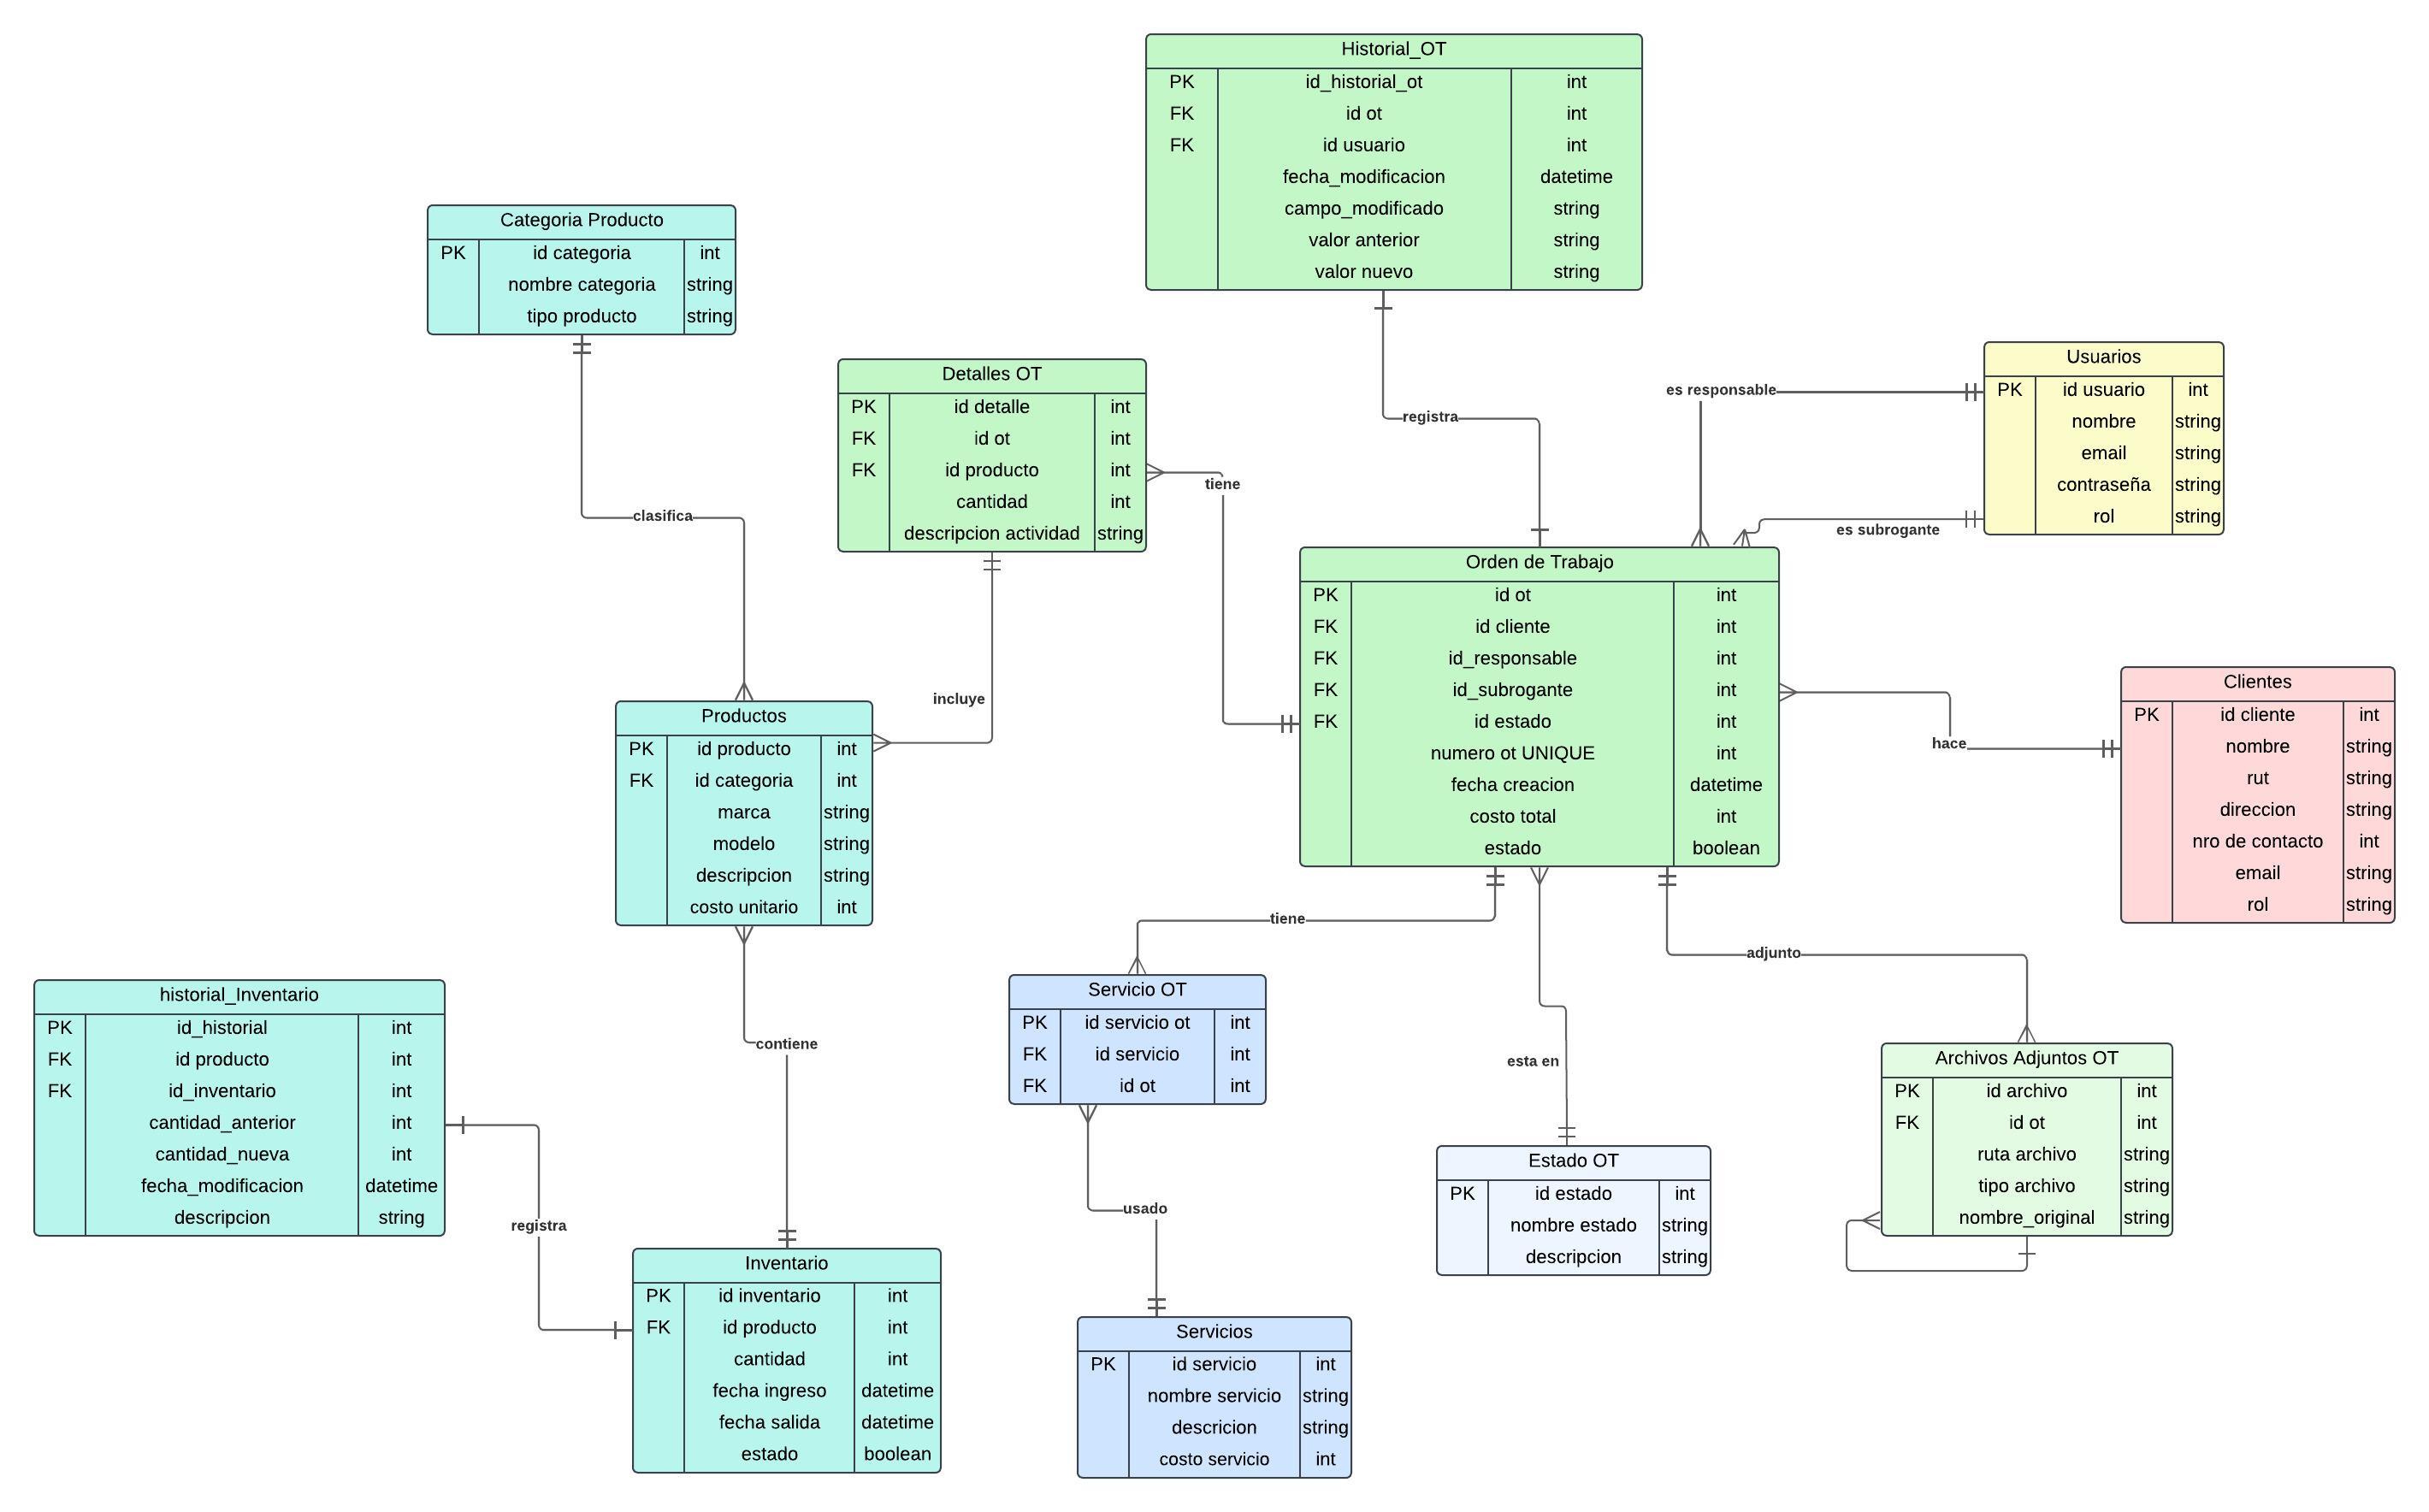 Historial_OT
PK id_historial_ot int
FK id ot int
FK id usuario int
fecha_modificacion datetime
campo_modificado string
valor anterior string
valor nuevo string
Categoria Producto
PK id categoria int
nombre categoria string
tipo producto string
Detalles OT
PK id detalle int
FK id ot int
FK id producto int
cantidad int
descripcion actividad string
Usuarios
PK id usuario int
nombre string
email string
contraseña string
rol string
registra
es responsable
es subrogante
tiene
clasifica
incluye
Orden de Trabajo
PK id ot int
FK id cliente int
FK id_responsable int
FK id_subrogante int
FK id estado int
numero ot UNIQUE int
fecha creacion datetime
costo total int
estado boolean
hace
Clientes
PK id cliente int
nombre string
rut string
direccion string
nro de contacto int
email string
rol string
Productos
PK id producto int
FK id categoria int
marca string
modelo string
descripcion string
costo unitario int
tiene
adjunto
contiene
esta en
historial_Inventario
PK id_historial int
FK id producto int
FK id_inventario int
cantidad_anterior int
cantidad_nueva int
fecha_modificacion datetime
descripcion string
Servicio OT
PK id servicio ot int
FK id servicio int
FK id ot int
Archivos Adjuntos OT
PK id archivo int
FK id ot int
ruta archivo string
tipo archivo string
nombre_original string
Estado OT
PK id estado int
nombre estado string
descripcion string
registra
usado
Inventario
PK id inventario int
FK id producto int
cantidad int
fecha ingreso datetime
fecha salida datetime
estado boolean
Servicios
PK id servicio int
nombre servicio string
descricion string
costo servicio int